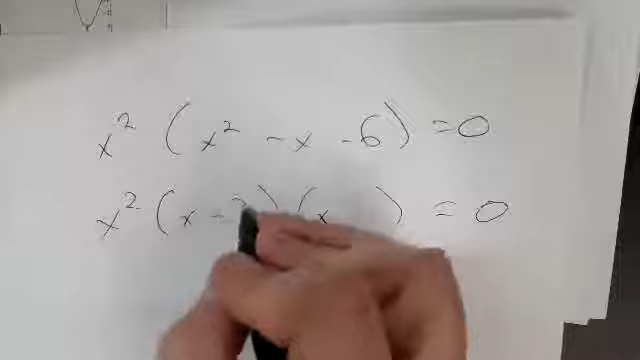 x² (x² - x - 6) = 0
x² (x - ) (x ) = 0